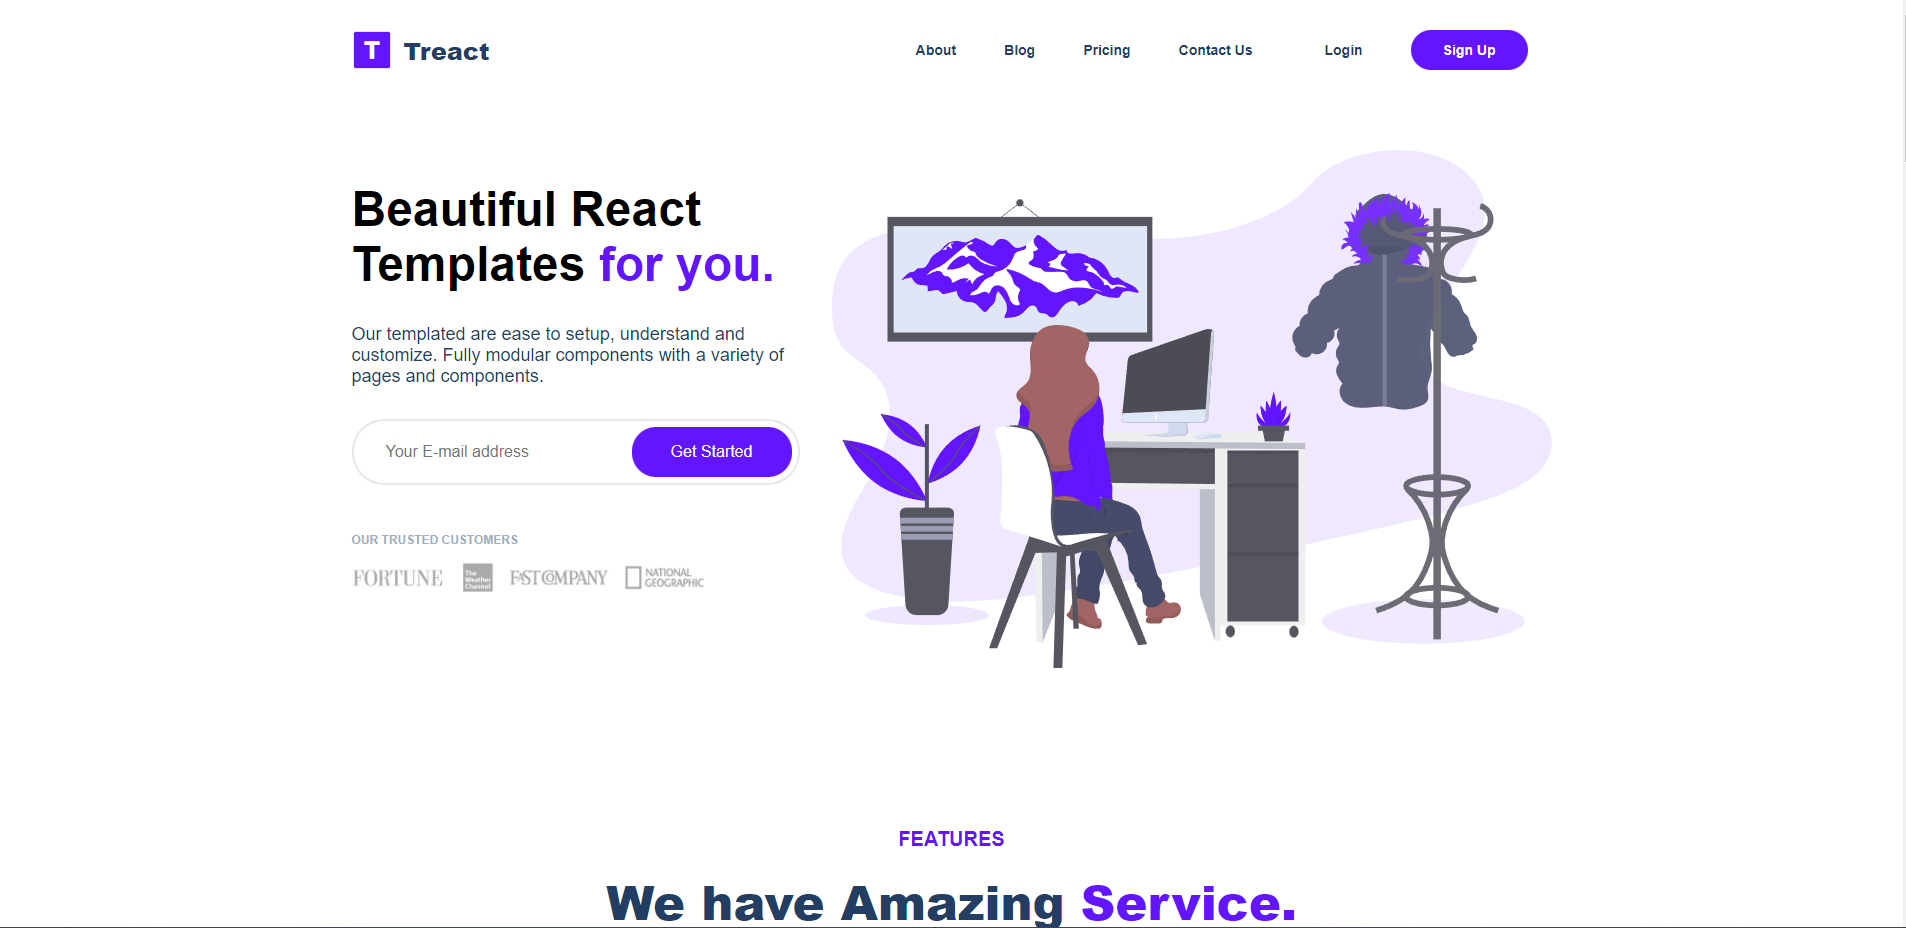 T Treact
About Blog Pricing Contact Us Login Sign Up
Beautiful React
Templates for you.
Our templated are ease to setup, understand and
customize. Fully modular components with a variety of
pages and components.
Your E-mail address
Get Started
OUR TRUSTED CUSTOMERS
FORTUNE
The
Weather
Channel
FAST COMPANY
NATIONAL
GEOGRAPHIC
FEATURES
We have Amazing Service.